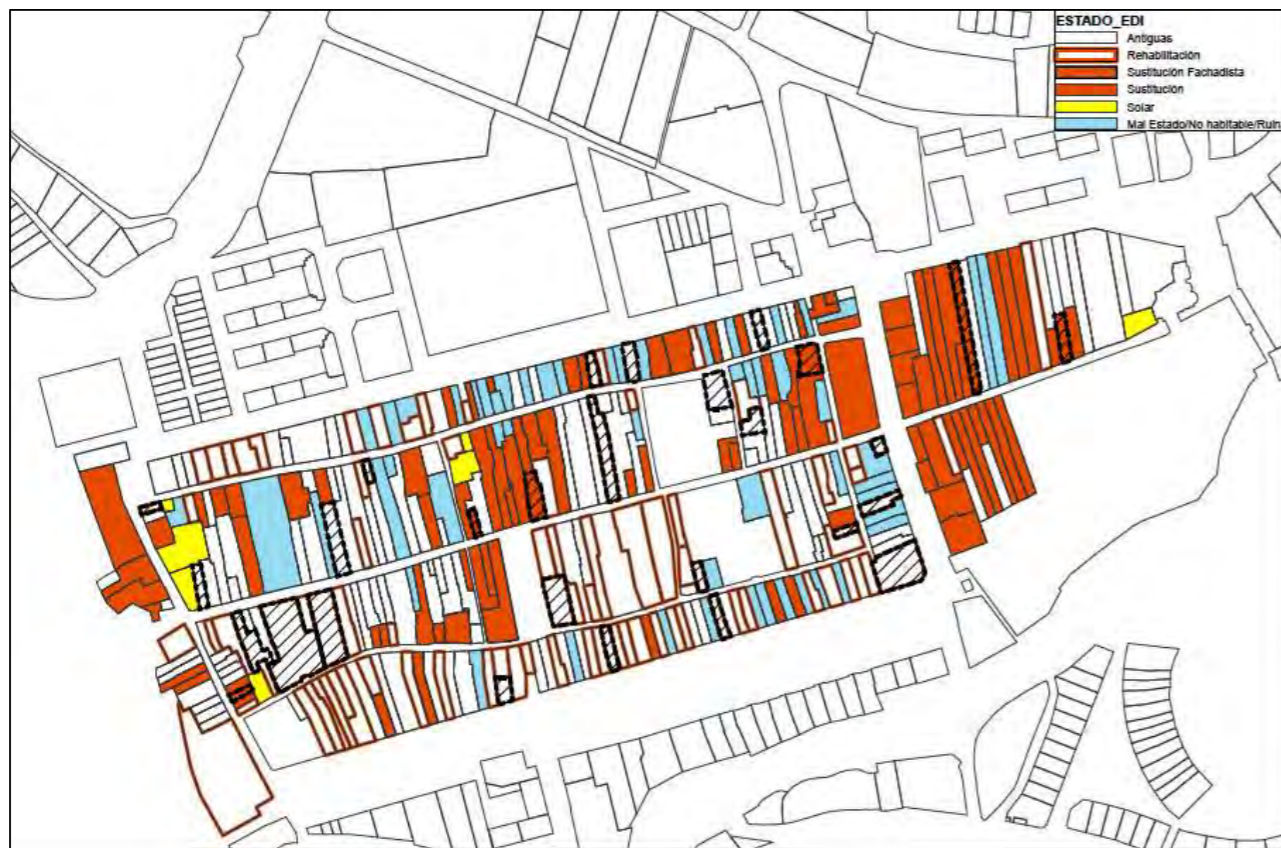 ESTADO_EDI
Antiguas
Rehabilitación
Sustitución Fachadista
Sustitución
Solar
Mal Estado/No habitable/Ruin